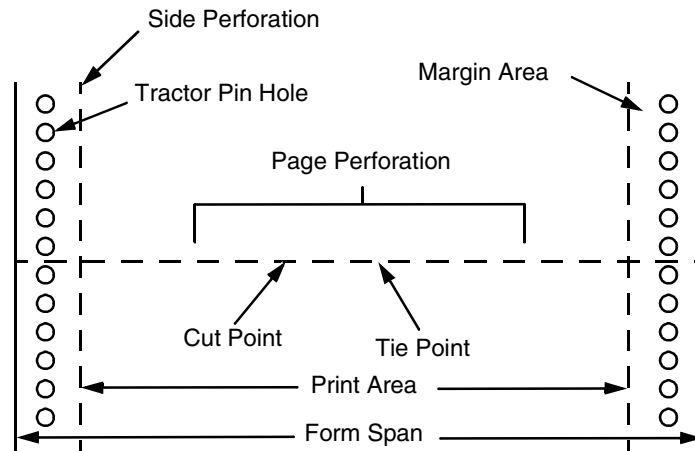 Side Perforation
Margin Area
Tractor Pin Hole
Page Perforation
Cut Point
Tie Point
Print Area
Form Span